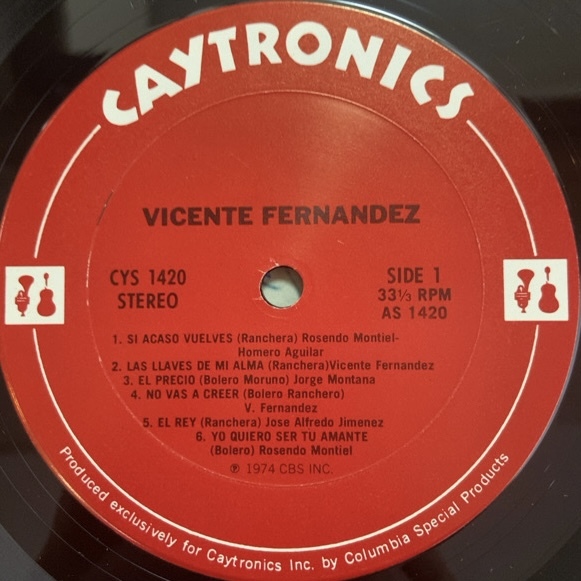 CAYTRONICS
VICENTE FERNANDEZ
CYS 1420
STEREO
SIDE 1
33⅓ RPM
AS 1420
1. SI ACASO VUELVES (Ranchera) Rosendo Montiel-
Homero Aguilar
2. LAS LLAVES DE MI ALMA (Ranchera)Vicente Fernandez
3. EL PRECIO (Bolero Moruno) Jorge Montana
4. NO VAS A CREER (Bolero Ranchero)
V. Fernandez
5. EL REY (Ranchera) Jose Alfredo Jimenez
6. YO QUIERO SER TU AMANTE
(Bolero) Rosendo Montiel
℗ 1974 CBS INC.
Produced exclusively for Caytronics Inc. by Columbia Special Products